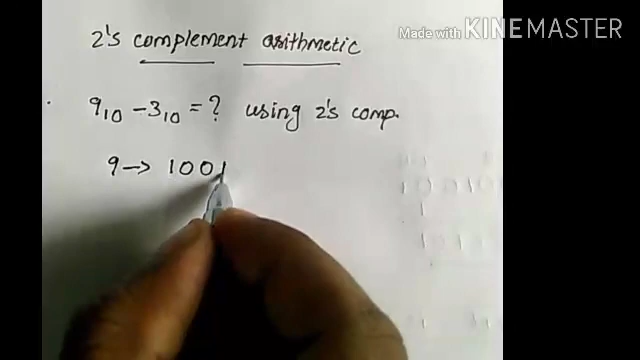 Made with KINEMASTER
2's complement arithmetic
9₁₀ - 3₁₀ = ? using 2's comp.
9 → 1001